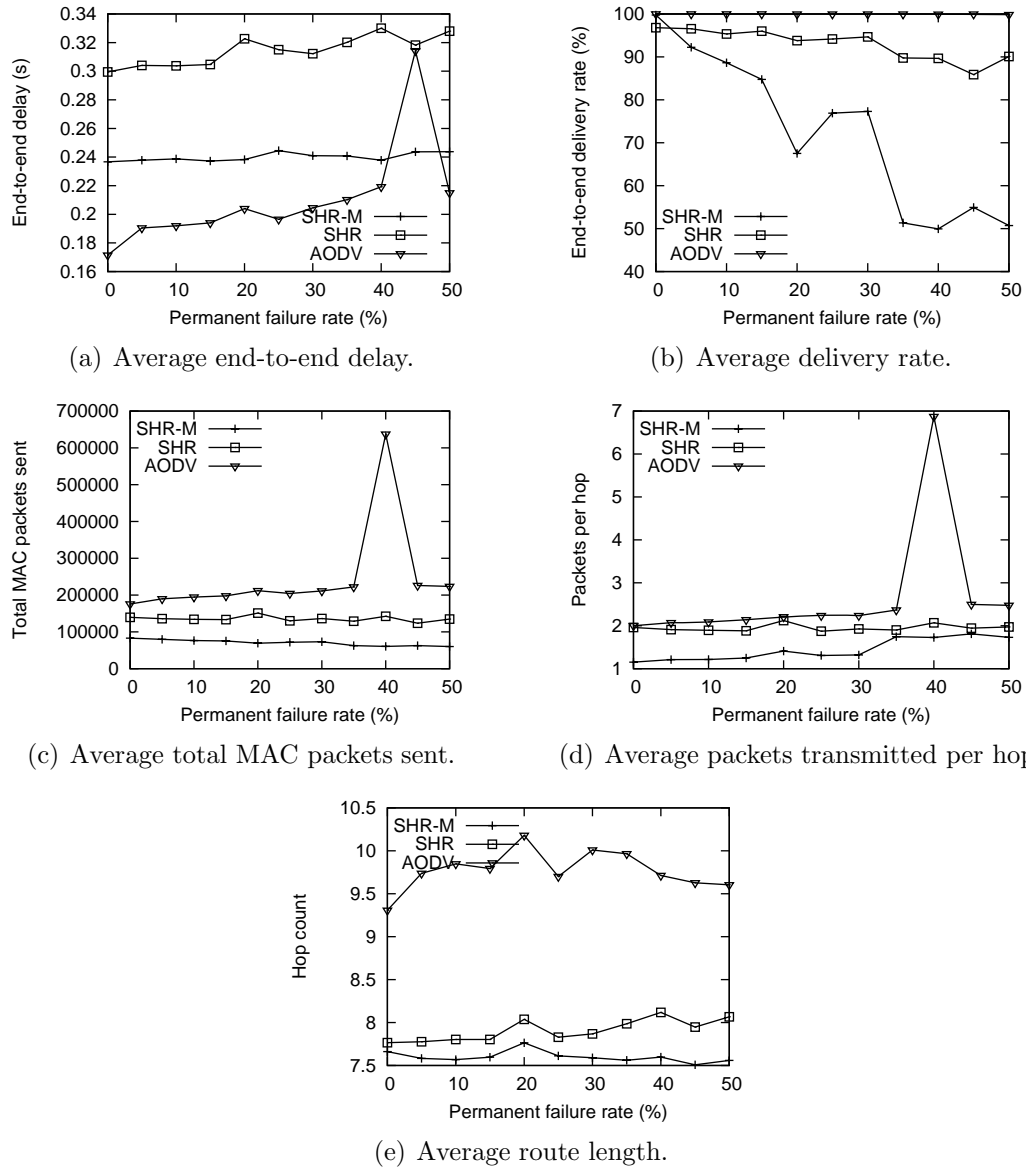 0.34
0.32
0.3
0.28
0.26
0.24
0.22
0.2
0.18
0.16
End-to-end delay (s)
SHR-M
SHR
AODV
0 10 20 30 40 50
Permanent failure rate (%)
(a) Average end-to-end delay.
100
90
80
70
60
50
40
End-to-end delivery rate (%)
SHR-M
SHR
AODV
0 10 20 30 40 50
Permanent failure rate (%)
(b) Average delivery rate.
700000
600000
500000
400000
300000
200000
100000
0
Total MAC packets sent
SHR-M
SHR
AODV
0 10 20 30 40 50
Permanent failure rate (%)
(c) Average total MAC packets sent.
7
6
5
4
3
2
1
Packets per hop
SHR-M
SHR
AODV
0 10 20 30 40 50
Permanent failure rate (%)
(d) Average packets transmitted per hop
10.5
10
9.5
9
8.5
8
7.5
Hop count
SHR-M
SHR
AODV
0 10 20 30 40 50
Permanent failure rate (%)
(e) Average route length.